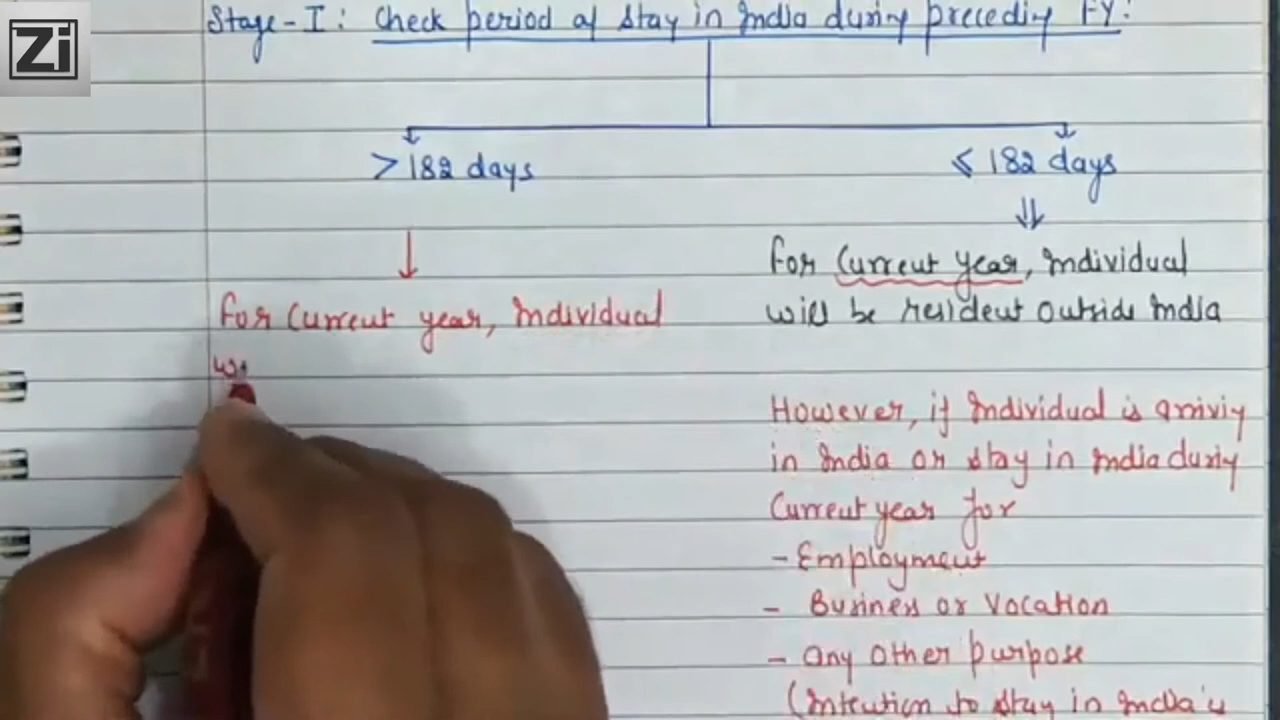 Zi
Stage-I: Check period of stay in India during preceding FY:
>182 days
≤ 182 days
For Current year, Individual
will be resident outside India
For Current year, Individual
wi
However, if Individual is arriving
in India or stay in India during
Current year for
- Employment
- Business or Vocation
- any other purpose
(Intention to stay in India is